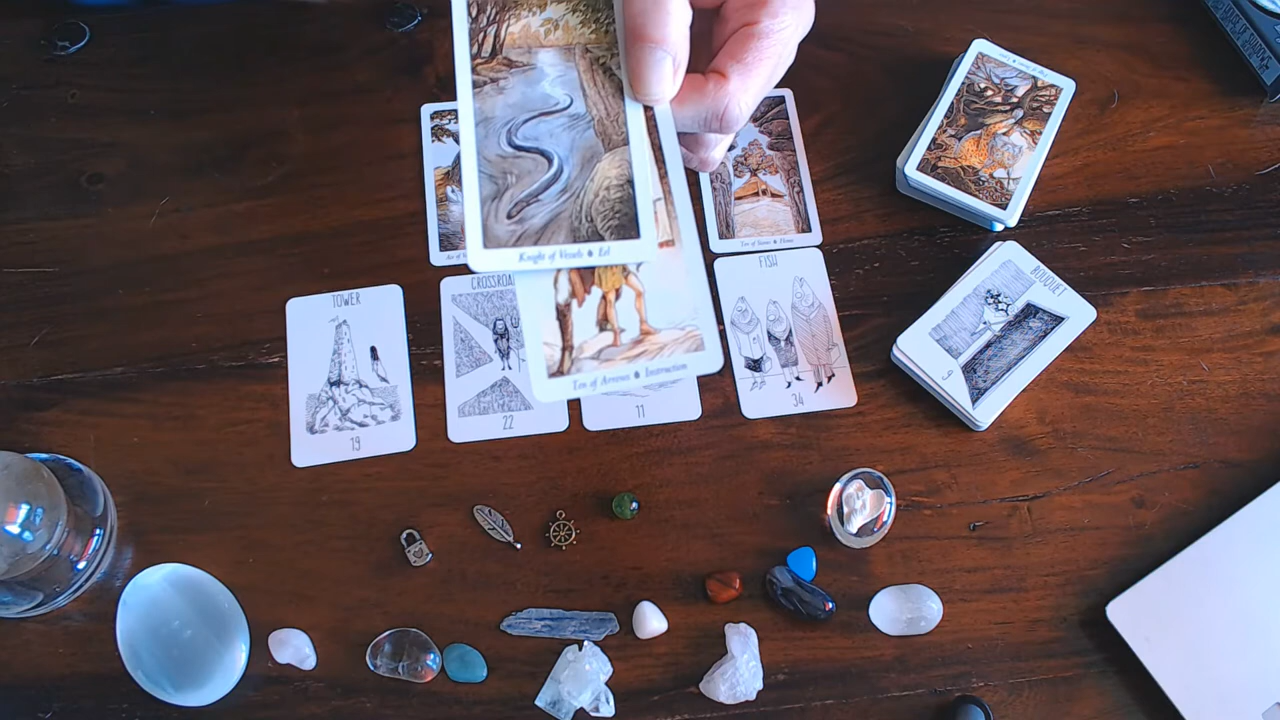 Knight of Vessels ♦ Eel
Ten of Stones ♦ Home
TOWER
19
CROSSROA
22
Ten of Arrows ♦ Instruction
11
FISH
34
BOUQUET
9